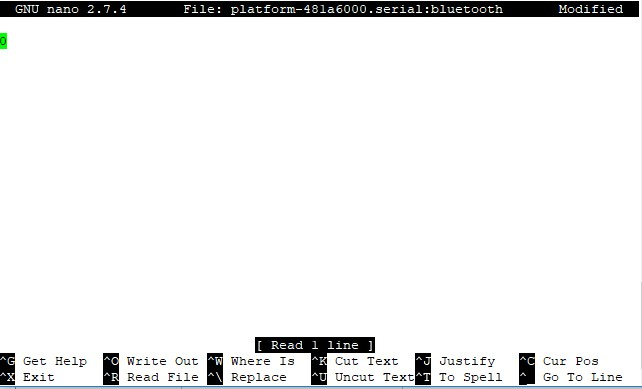 GNU nano 2.7.4 File: platform-481a6000.serial:bluetooth Modified
0
[ Read 1 line ]
^G Get Help ^O Write Out ^W Where Is ^K Cut Text ^J Justify ^C Cur Pos
^X Exit ^R Read File ^\ Replace ^U Uncut Text ^T To Spell ^_ Go To Line